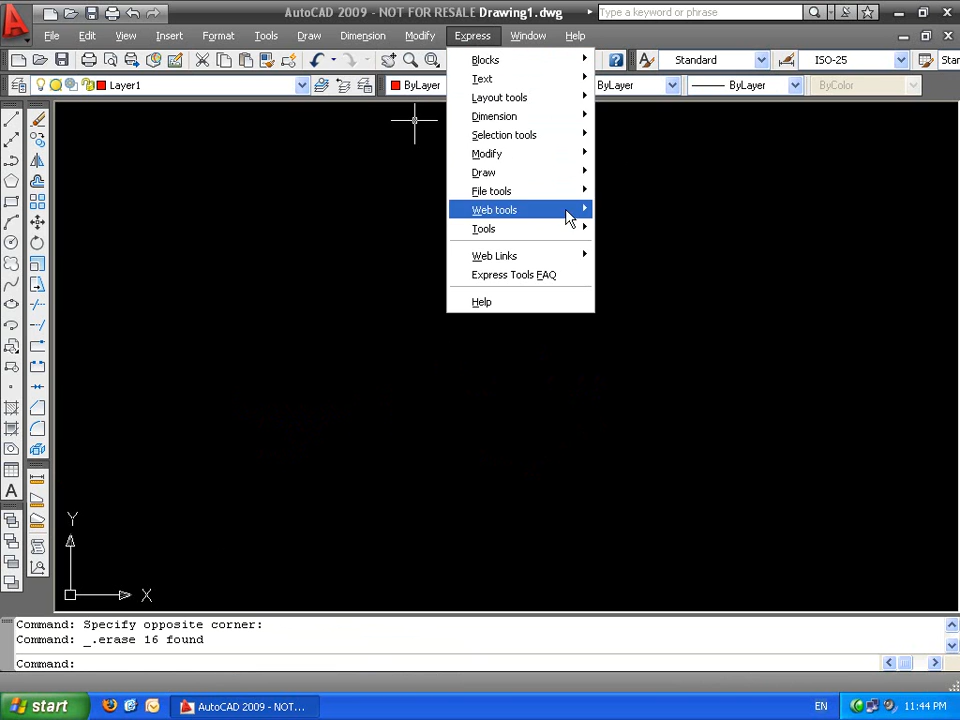 AutoCAD 2009 - NOT FOR RESALE Drawing1.dwg
Type a keyword or phrase
File Edit View Insert Format Tools Draw Dimension Modify Express Window Help
Standard ISO-25 Star
Layer1 ByLayer ByLayer ByLayer ByColor
Blocks
Text
Layout tools
Dimension
Selection tools
Modify
Draw
File tools
Web tools
Tools
Web Links
Express Tools FAQ
Help
A
Y
X
Command: Specify opposite corner:
Command: _.erase 16 found
Command:
start AutoCAD 2009 - NOT... EN 11:44 PM